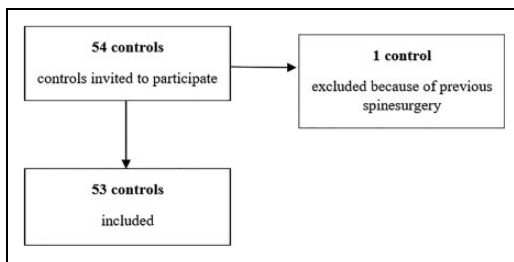 54 controls
controls invited to participate
1 control
excluded because of previous
spinesurgery
53 controls
included